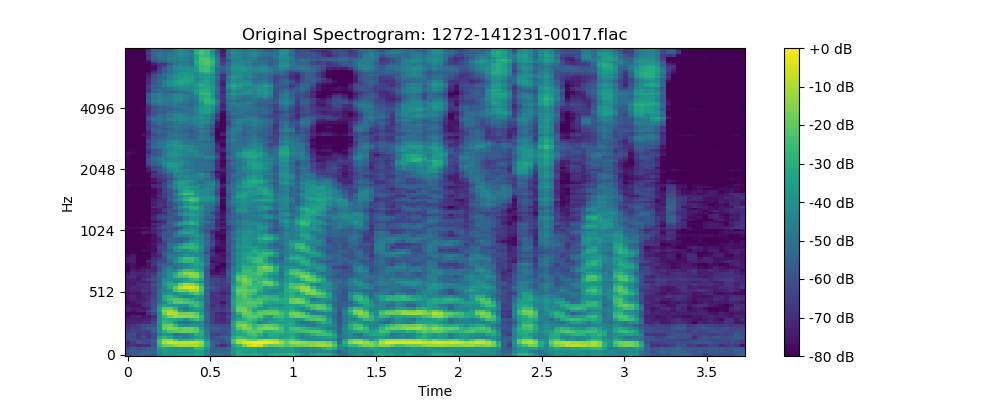 Original Spectrogram: 1272-141231-0017.flac
Hz
4096
2048
1024
512
0
0
0.5
1
1.5
2
2.5
3
3.5
Time
+0 dB
-10 dB
-20 dB
-30 dB
-40 dB
-50 dB
-60 dB
-70 dB
-80 dB